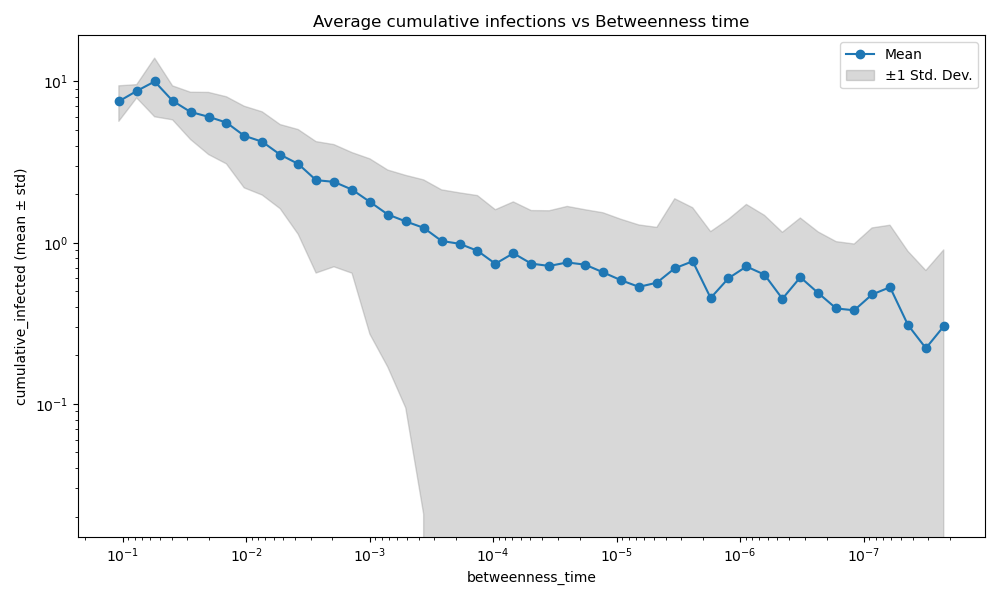 Average cumulative infections vs Betweenness time
Mean
±1 Std. Dev.
cumulative_infected (mean ± std)
10¹
10⁰
10⁻¹
10⁻¹ 10⁻² 10⁻³ 10⁻⁴ 10⁻⁵ 10⁻⁶ 10⁻⁷
betweenness_time